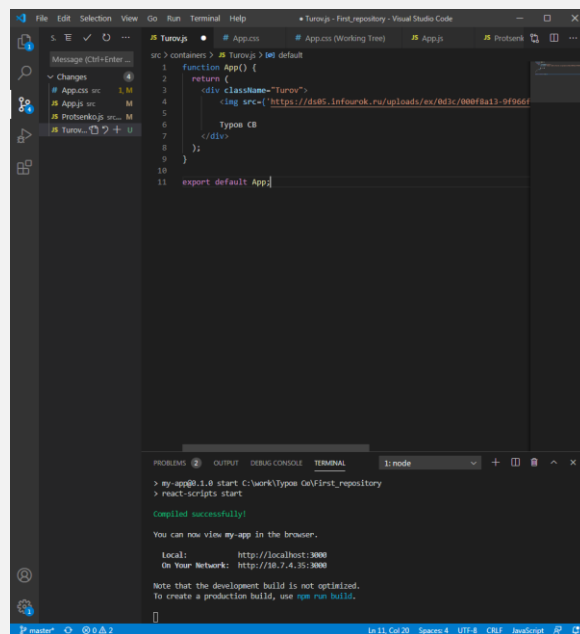 File Edit Selection View Go Run Terminal Help
● Turov.js - First_repository - Visual Studio Code
S
Turov.js
App.css
App.css (Working Tree)
App.js
Protsenk
Message (Ctrl+Enter ...
src > containers > JS Turov.js > default
Changes 4
# App.css src 1, M
JS App.js src M
JS Protsenko.js src... M
JS Turov... U
1 function App() {
2 return (
3 <div className="Turov">
4 <img src={'https://ds05.infourok.ru/uploads/ex/0d3c/000f8a13-9f966f
5
6 Туров СВ
7 </div>
8 );
9 }
10
11 export default App;
PROBLEMS 2 OUTPUT DEBUG CONSOLE TERMINAL 1: node
> my-app@0.1.0 start C:\work\Туров Св\First_repository
> react-scripts start
Compiled successfully!
You can now view my-app in the browser.
Local: http://localhost:3000
On Your Network: http://10.7.4.35:3000
Note that the development build is not optimized.
To create a production build, use npm run build.
master* 0 2 Ln 11, Col 20 Spaces: 4 UTF-8 CRLF JavaScript